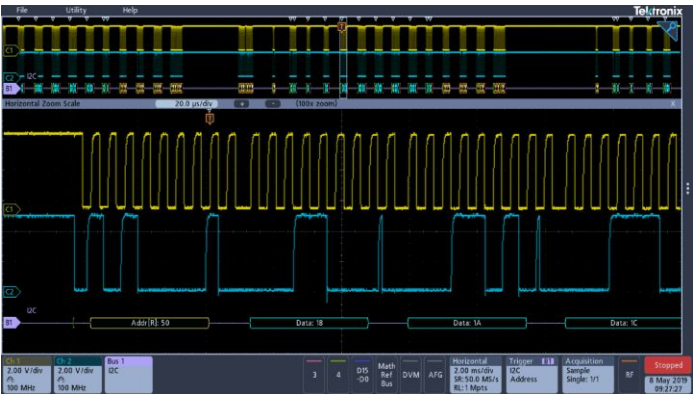 File Utility Help Tektronix
C1
C2 I2C
B1
Horizontal Zoom Scale 20.0 µs/div + - (100x zoom) X
T
C1
C2
I2C
B1 [ Addr[R]: 50 Data: 1B Data: 1A Data: 1C
Ch 1 Ch 2 Bus 1 Horizontal Trigger Acquisition Stopped
2.00 V/div 2.00 V/div I2C 3 4 D15-D0 Math Ref Bus DVM AFG 2.00 ms/div I2C Sample RF
SR: 50.0 MS/s Address Single: 1/1
100 MHz 100 MHz RL: 1 Mpts 8 May 2019
09:27:27